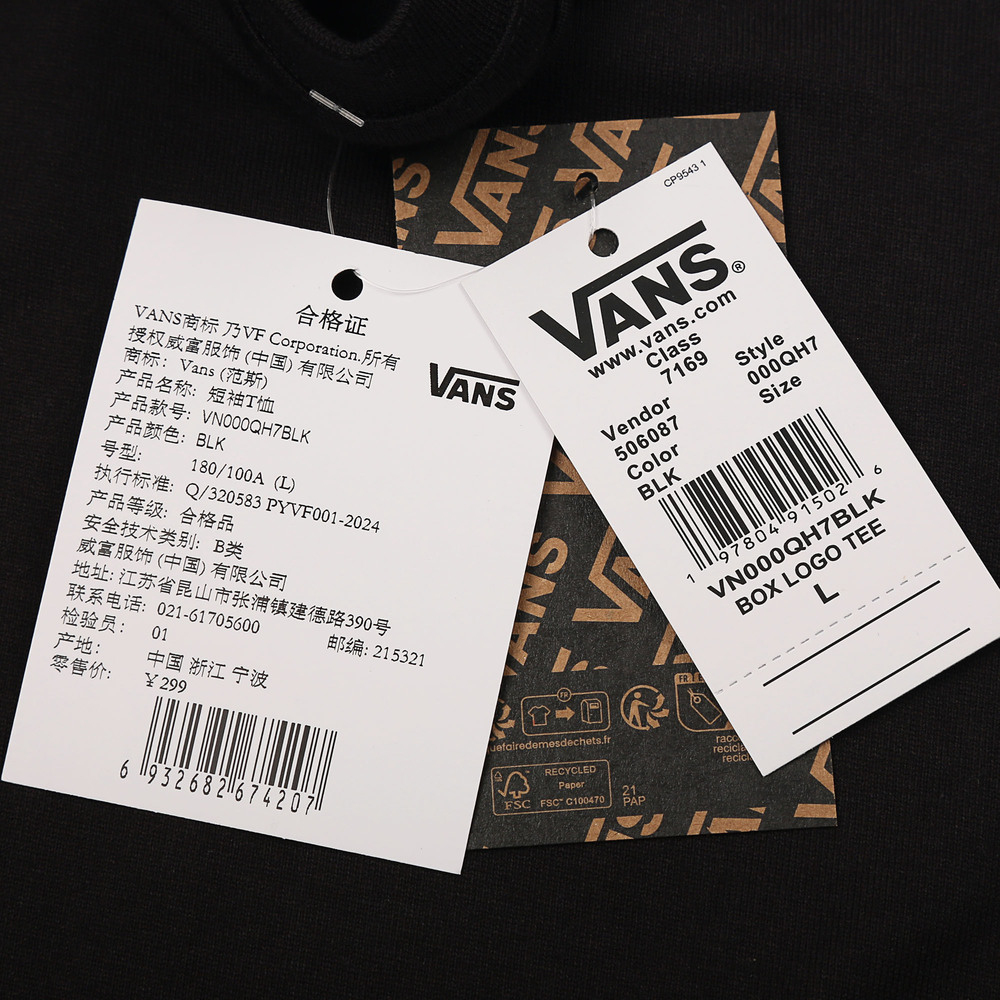 合格证
VANS商标 乃VF Corporation.所有
授权威富服饰 (中国) 有限公司
商标: Vans (范斯)
产品名称: 短袖T恤
产品款号: VN000QH7BLK
产品颜色: BLK
号型: 180/100A (L)
执行标准: Q/320583 PYVF001-2024
产品等级: 合格品
安全技术类别: B类
威富服饰 (中国) 有限公司
地址: 江苏省昆山市张浦镇建德路390号
联系电话: 021-61705600 邮编: 215321
检验员: 01
产地: 中国 浙江 宁波
零售价: ¥299
6 932682 674207
VANS
CP9543 1
VANS®
www.vans.com
Class
7169
Style
000QH7
Size
Vendor
506087
Color
BLK
1 97804 91502 6
VN000QH7BLK
BOX LOGO TEE
L
VANS
VANS
VANS
FR
uefairedemesdechets.fr
FR
FSC
RECYCLED
Paper
FSC™ C100470
21
PAP